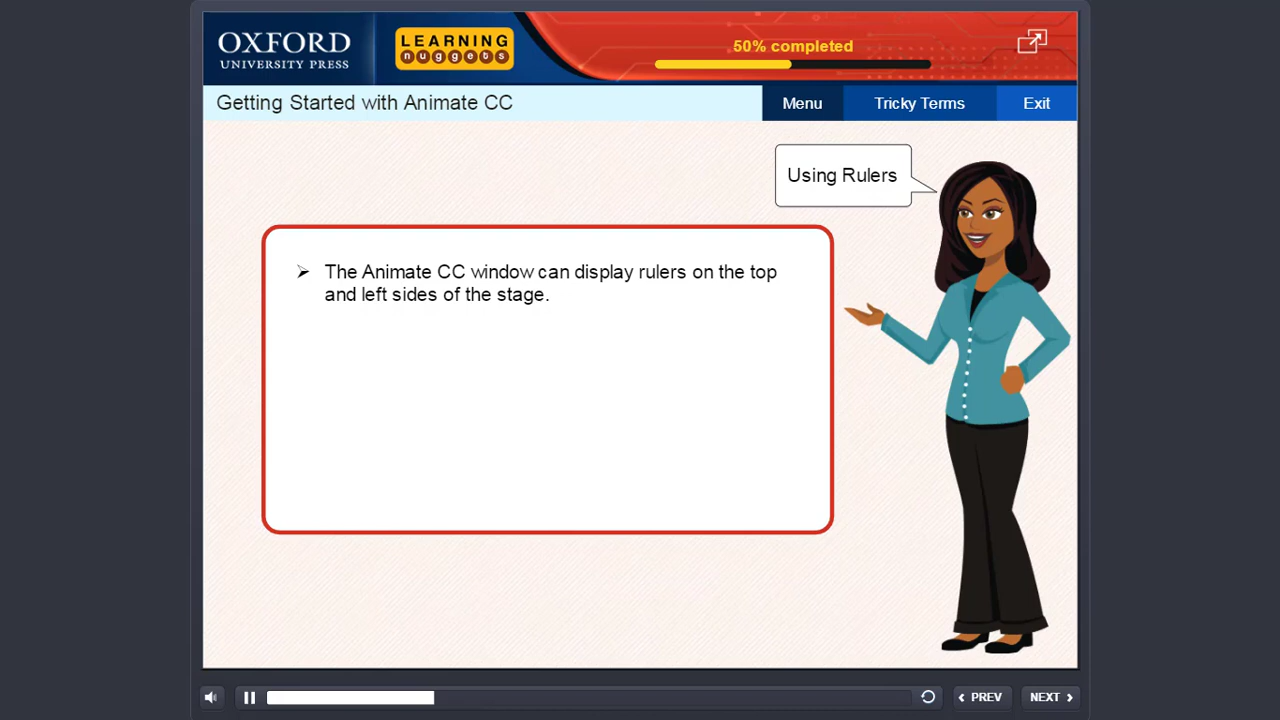 OXFORD
UNIVERSITY PRESS
LEARNING
nuggets
50% completed
Getting Started with Animate CC
Menu
Tricky Terms
Exit
Using Rulers
➢ The Animate CC window can display rulers on the top
and left sides of the stage.
PREV
NEXT